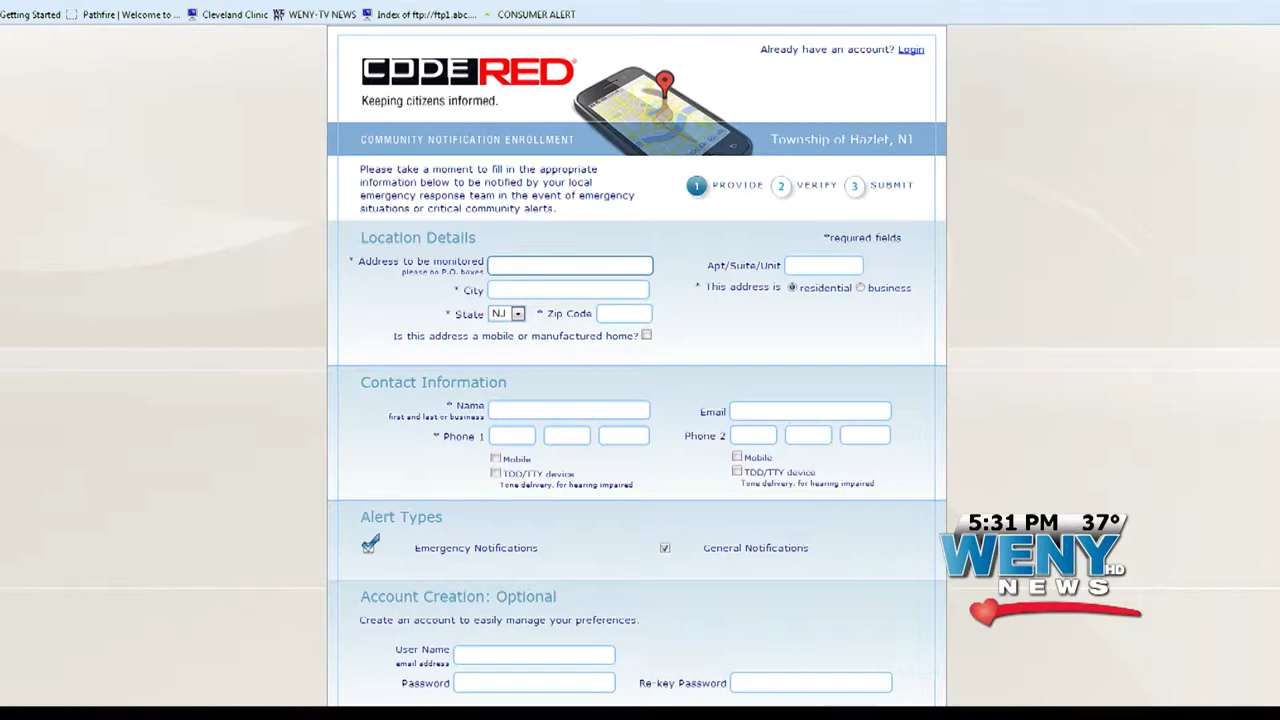 Getting Started Pathfire | Welcome to ... Cleveland Clinic WENY-TV NEWS Index of ftp://ftp1.abc.... CONSUMER ALERT
Already have an account? Login
CODERED®
Keeping citizens informed.
COMMUNITY NOTIFICATION ENROLLMENT
Township of Hazlet, NJ
Please take a moment to fill in the appropriate
information below to be notified by your local
emergency response team in the event of emergency
situations or critical community alerts.
1 PROVIDE 2 VERIFY 3 SUBMIT
Location Details
*required fields
* Address to be monitored
please no P.O. boxes
Apt/Suite/Unit
* City
* This address is residential business
* State NJ * Zip Code
Is this address a mobile or manufactured home?
Contact Information
* Name
first and last or business
Email
* Phone 1
Phone 2
Mobile
TDD/TTY device
Tone delivery, for hearing impaired
Mobile
TDD/TTY device
Tone delivery, for hearing impaired
Alert Types
Emergency Notifications
General Notifications
Account Creation: Optional
Create an account to easily manage your preferences.
User Name
email address
Password
Re-key Password
5:31 PM 37°
WENY HD
NEWS